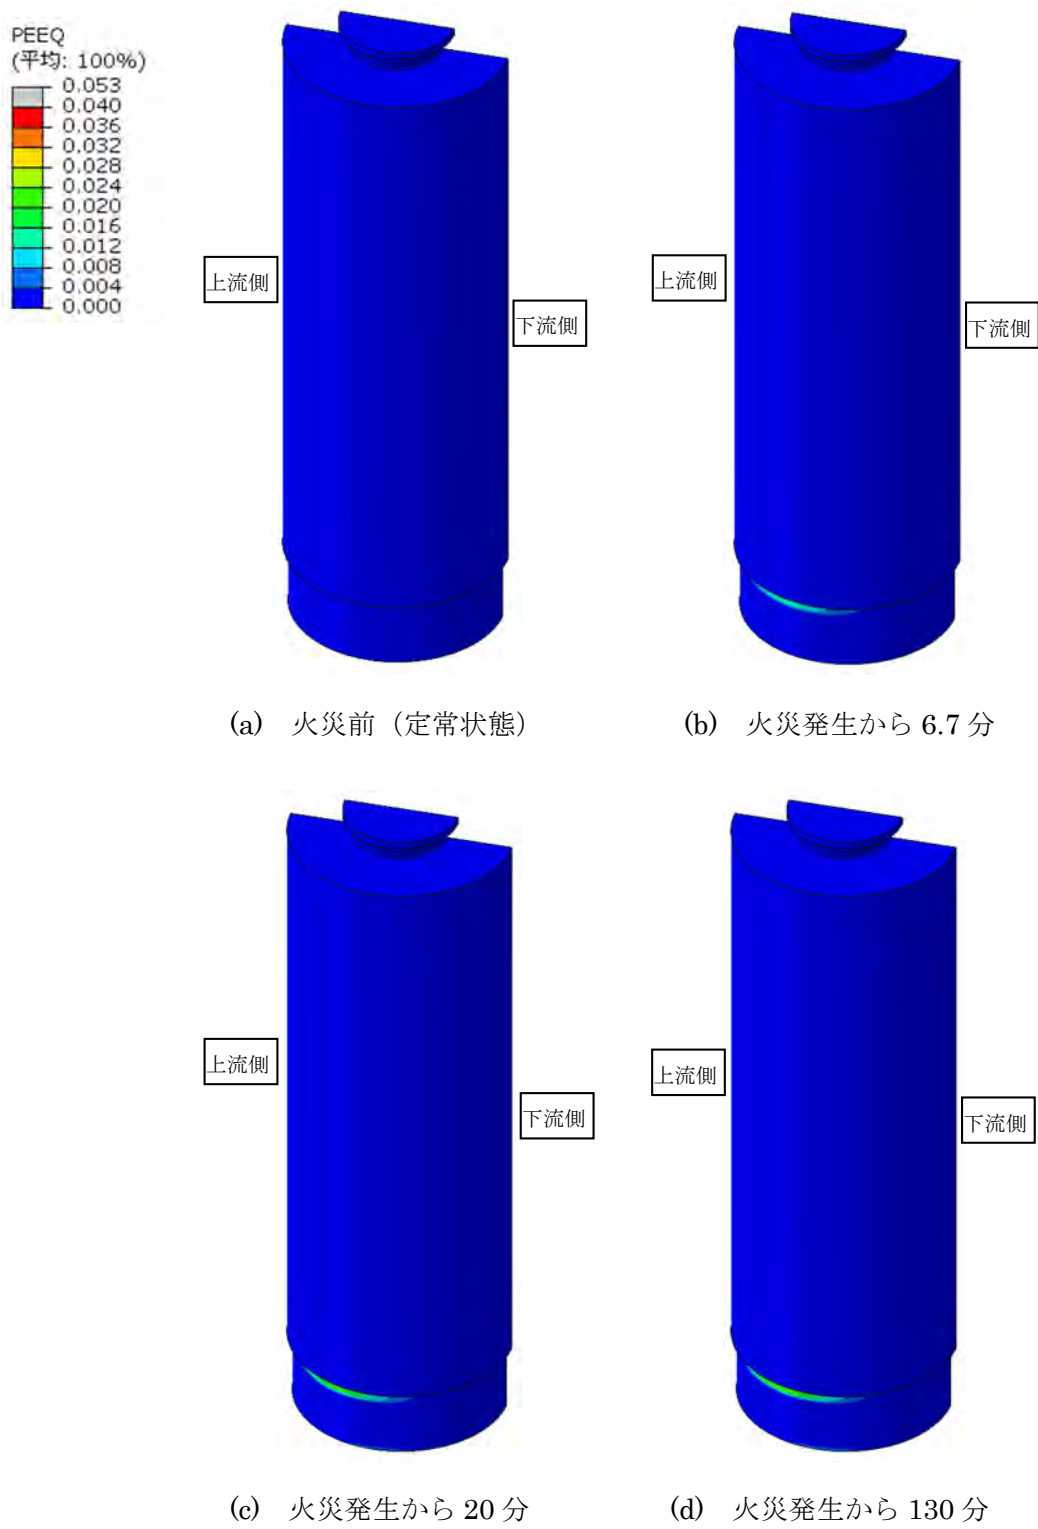 PEEQ
(平均: 100%)
0.053
0.040
0.036
0.032
0.028
0.024
0.020
0.016
0.012
0.008
0.004
0.000
上流側
下流側
上流側
下流側
(a) 火災前（定常状態）
(b) 火災発生から 6.7 分
上流側
下流側
上流側
下流側
(c) 火災発生から 20 分
(d) 火災発生から 130 分